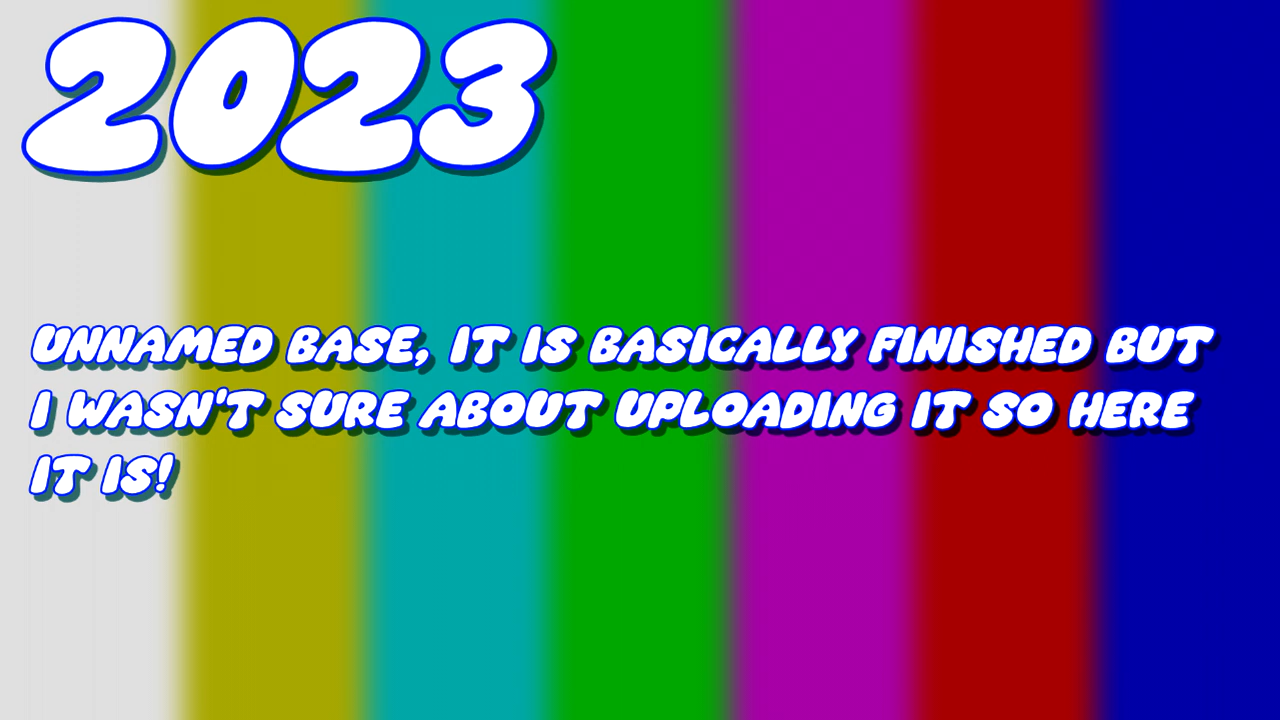 2023
UNNAMED BASE, IT IS BASICALLY FINISHED BUT
I WASN'T SURE ABOUT UPLOADING IT SO HERE
IT IS!